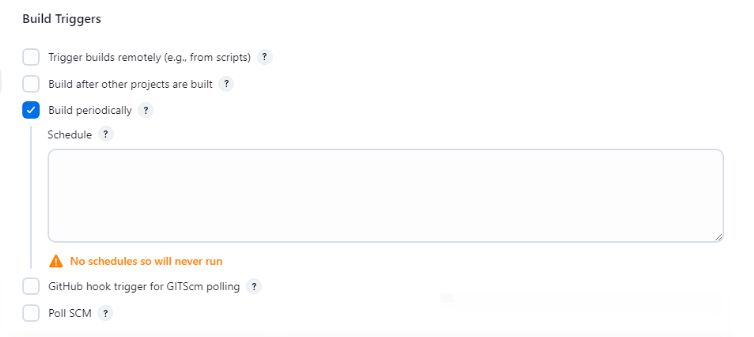 Build Triggers
Trigger builds remotely (e.g., from scripts) ?
Build after other projects are built ?
Build periodically ?
Schedule ?
No schedules so will never run
GitHub hook trigger for GITScm polling ?
Poll SCM ?